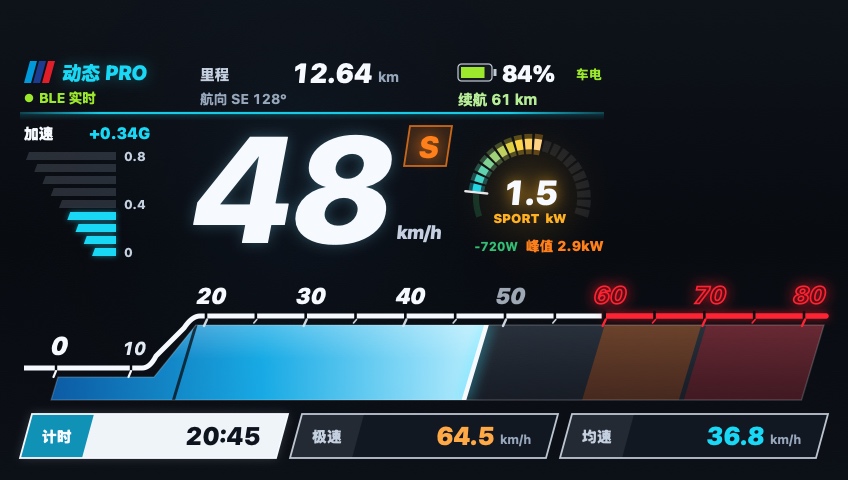 动态 PRO
BLE 实时
里程 12.64 km
航向 SE 128°
84% 车电
续航 61 km
加速 +0.34G
0.8
0.4
0
48 km/h
S
1.5
SPORT kW
-720W 峰值 2.9kW
0 10 20 30 40 50 60 70 80
计时 20:45
极速 64.5 km/h
均速 36.8 km/h